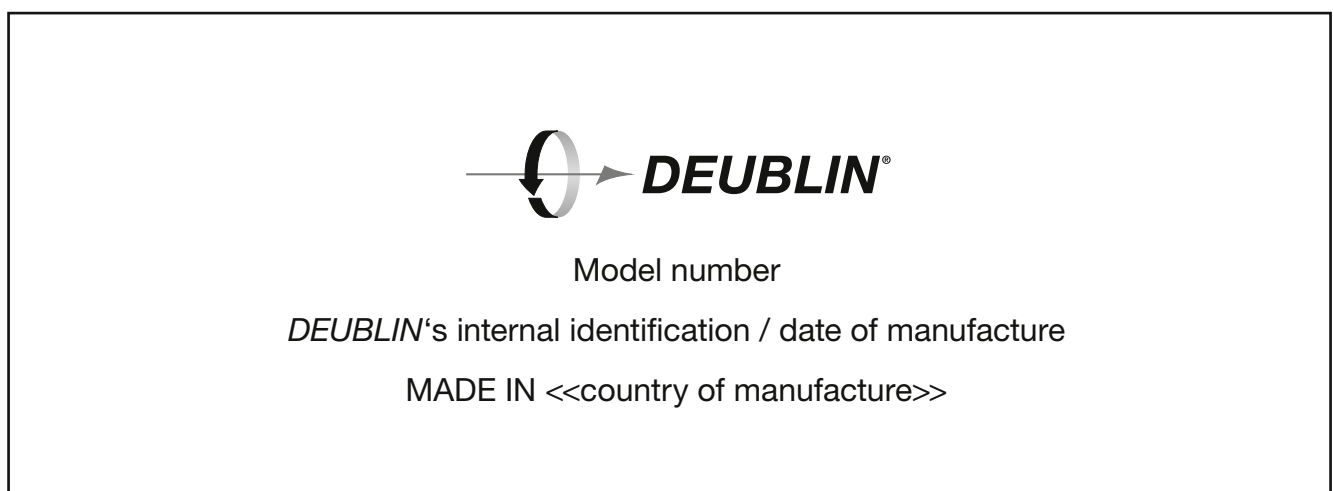 DEUBLIN®
Model number
DEUBLIN‘s internal identification / date of manufacture
MADE IN <<country of manufacture>>